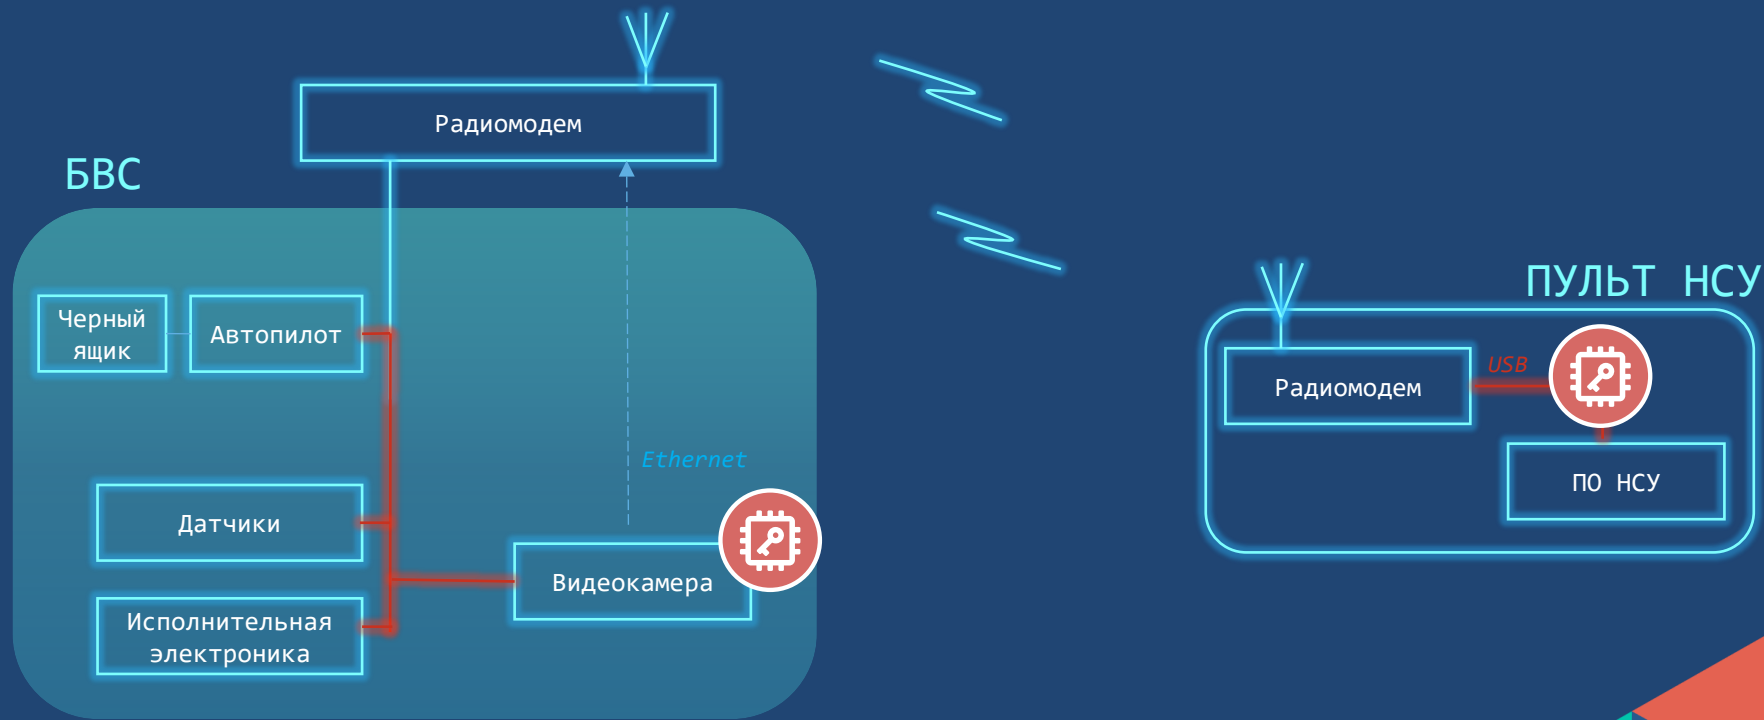 Радиомодем
БВС
Черный
ящик
Автопилот
Ethernet
Датчики
Видеокамера
Исполнительная
электроника
ПУЛЬТ НСУ
Радиомодем
USB
ПО НСУ